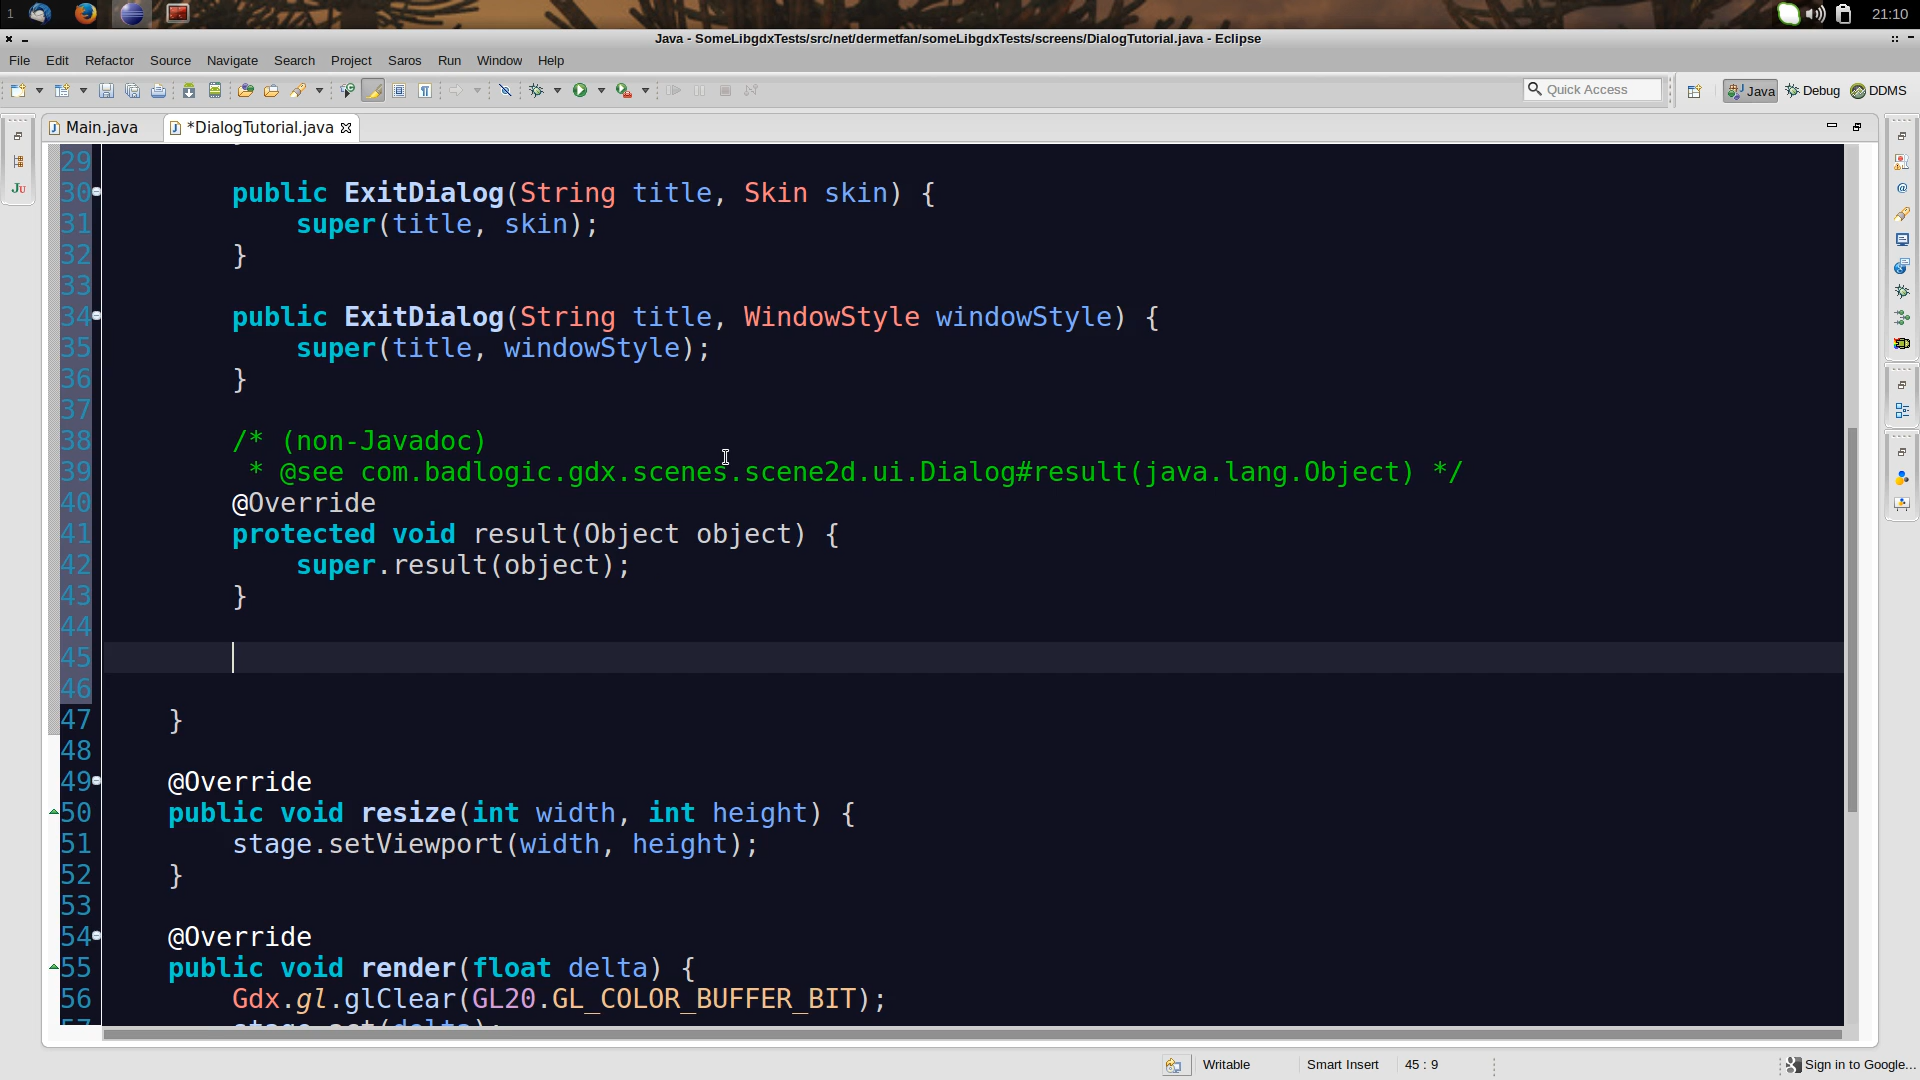 1
21:10
Java - SomeLibgdxTests/src/net/dermetfan/someLibgdxTests/screens/DialogTutorial.java - Eclipse
File Edit Refactor Source Navigate Search Project Saros Run Window Help
Quick Access
Java
Debug
DDMS
Main.java
*DialogTutorial.java
29
30 public ExitDialog(String title, Skin skin) {
31 super(title, skin);
32 }
33
34 public ExitDialog(String title, WindowStyle windowStyle) {
35 super(title, windowStyle);
36 }
37
38 /* (non-Javadoc)
39 * @see com.badlogic.gdx.scenes.scene2d.ui.Dialog#result(java.lang.Object) */
40 @Override
41 protected void result(Object object) {
42 super.result(object);
43 }
44
45
46
47 }
48
49 @Override
50 public void resize(int width, int height) {
51 stage.setViewport(width, height);
52 }
53
54 @Override
55 public void render(float delta) {
56 Gdx.gl.glClear(GL20.GL_COLOR_BUFFER_BIT);
57 stage.act(delta);
Writable
Smart Insert
45 : 9
Sign in to Google...